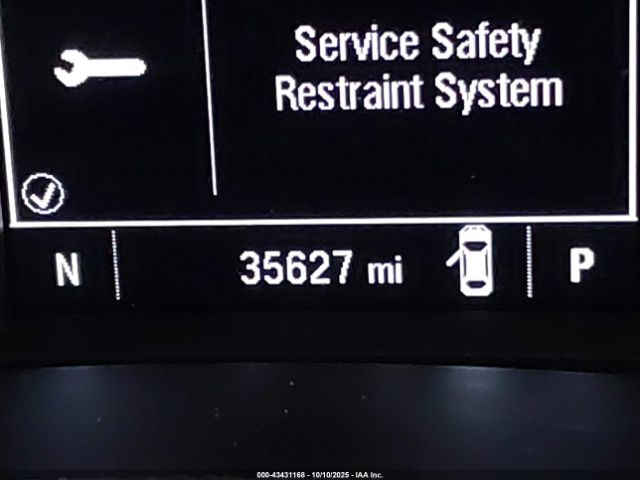 Service Safety
Restraint System
N
35627 mi
P
000-43431168 - 10/10/2025 - IAA Inc.